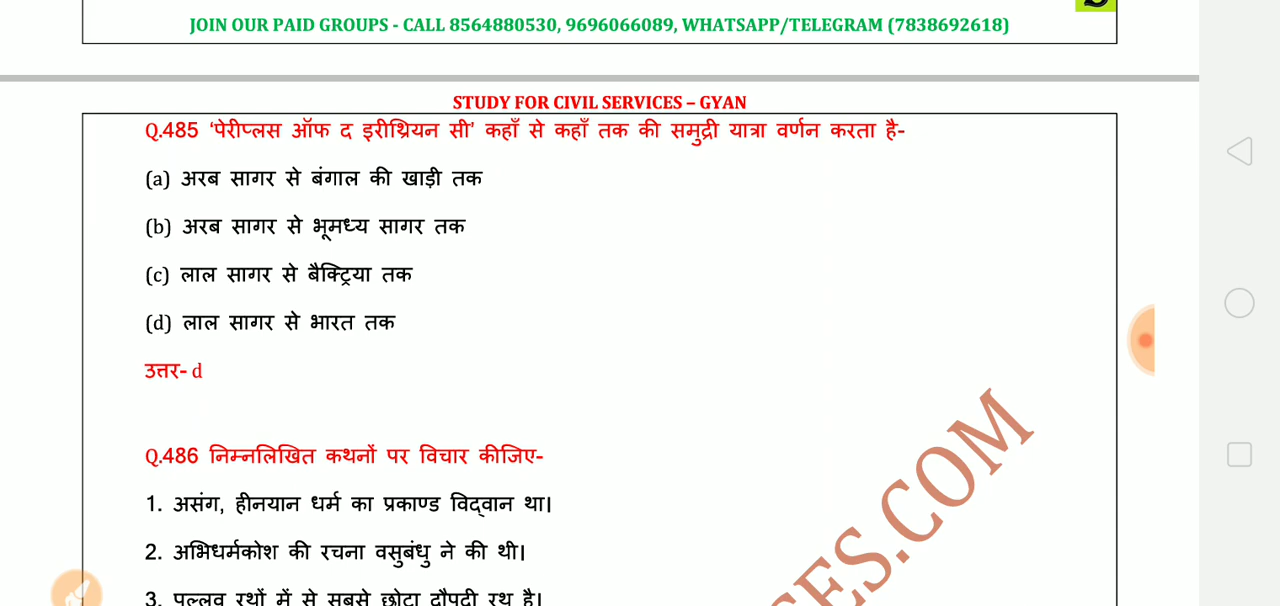 JOIN OUR PAID GROUPS - CALL 8564880530, 9696066089, WHATSAPP/TELEGRAM (7838692618)
STUDY FOR CIVIL SERVICES – GYAN
Q.485 ‘पेरीप्लस ऑफ द इरीथ्रियन सी’ कहाँ से कहाँ तक की समुद्री यात्रा वर्णन करता है-
(a) अरब सागर से बंगाल की खाड़ी तक
(b) अरब सागर से भूमध्य सागर तक
(c) लाल सागर से बैक्ट्रिया तक
(d) लाल सागर से भारत तक
उत्तर- d
Q.486 निम्नलिखित कथनों पर विचार कीजिए-
1. असंग, हीनयान धर्म का प्रकाण्ड विद्वान था।
2. अभिधर्मकोश की रचना वसुबंधु ने की थी।
3. पल्लव रथों में से सबसे छोटा द्रौपदी रथ है।
ES.COM